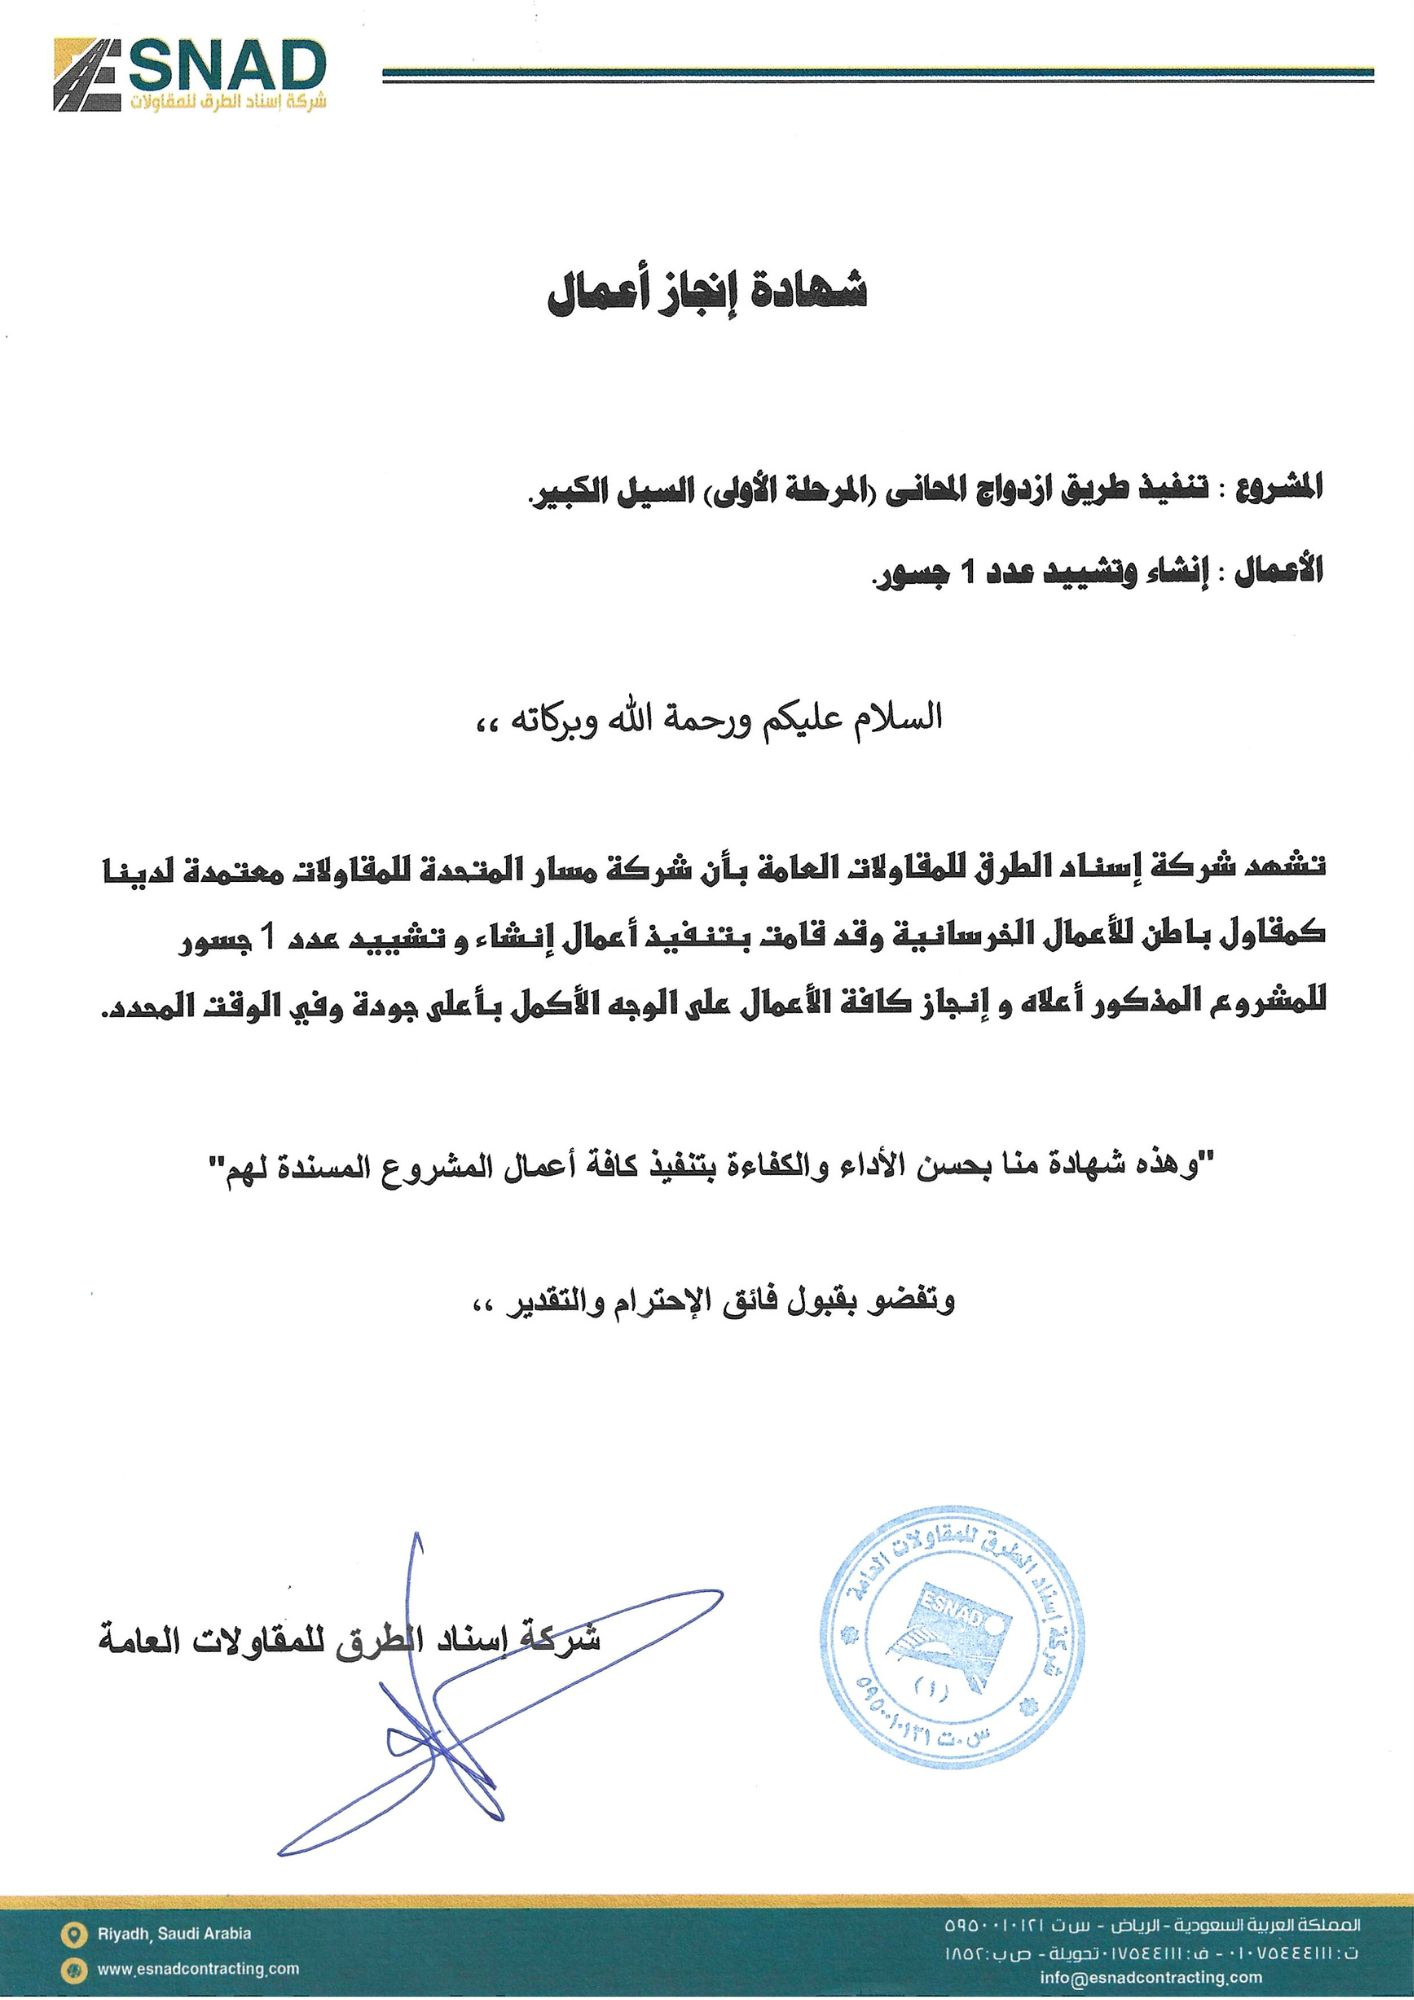 ESNAD
شركة إسناد الطرق للمقاولات
شهادة إنجاز أعمال
المشروع : تنفيذ طريق ازدواج المحانى (المرحلة الأولى) السيل الكبير.
الأعمال : إنشاء وتشييد عدد 1 جسور.
السلام عليكم ورحمة الله وبركاته ،،
تشهد شركة إسناد الطرق للمقاولات العامة بأن شركة مسار المتحدة للمقاولات معتمدة لدينا
كمقاول باطن للأعمال الخرسانية وقد قامت بتنفيذ أعمال إنشاء و تشييد عدد 1 جسور
للمشروع المذكور أعلاه و إنجاز كافة الأعمال على الوجه الأكمل بأعلى جودة وفي الوقت المحدد.
"وهذه شهادة منا بحسن الأداء والكفاءة بتنفيذ كافة أعمال المشروع المسندة لهم"
وتفضو بقبول فائق الإحترام والتقدير ،،
شركة إسناد الطرق للمقاولات العامة
شركة إسناد الطرق للمقاولات العامة
ESNAD
(١)
س.ت ٥٩٥٠٠١٠١٢١
المملكة العربية السعودية - الرياض - س ت ٥٩٥٠٠١٠١٢١
ت : ٠١٠٧٥٤٤٤١١١ - ف : ٠١٧٥٤٤١١١ تحويلة - ص ب : ١٨٥٢
info@esnadcontracting.com
Riyadh, Saudi Arabia
www.esnadcontracting.com